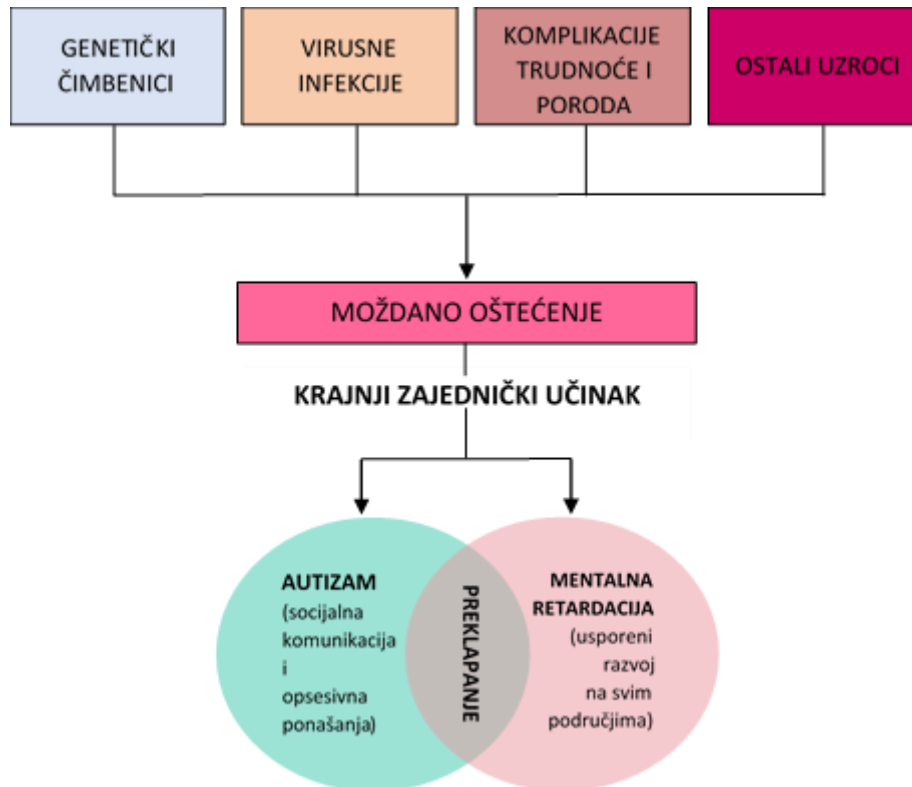 GENETIČKI
ČIMBENICI
VIRUSNE
INFEKCIJE
KOMPLIKACIJE
TRUDNOĆE I
PORODA
OSTALI UZROCI
MOŽDANO OŠTEĆENJE
KRAJNJI ZAJEDNIČKI UČINAK
AUTIZAM
(socijalna
komunikacija
i
opsesivna
ponašanja)
PREKLAPANJE
MENTALNA
RETARDACIJA
(usporeni
razvoj
na svim
područjima)